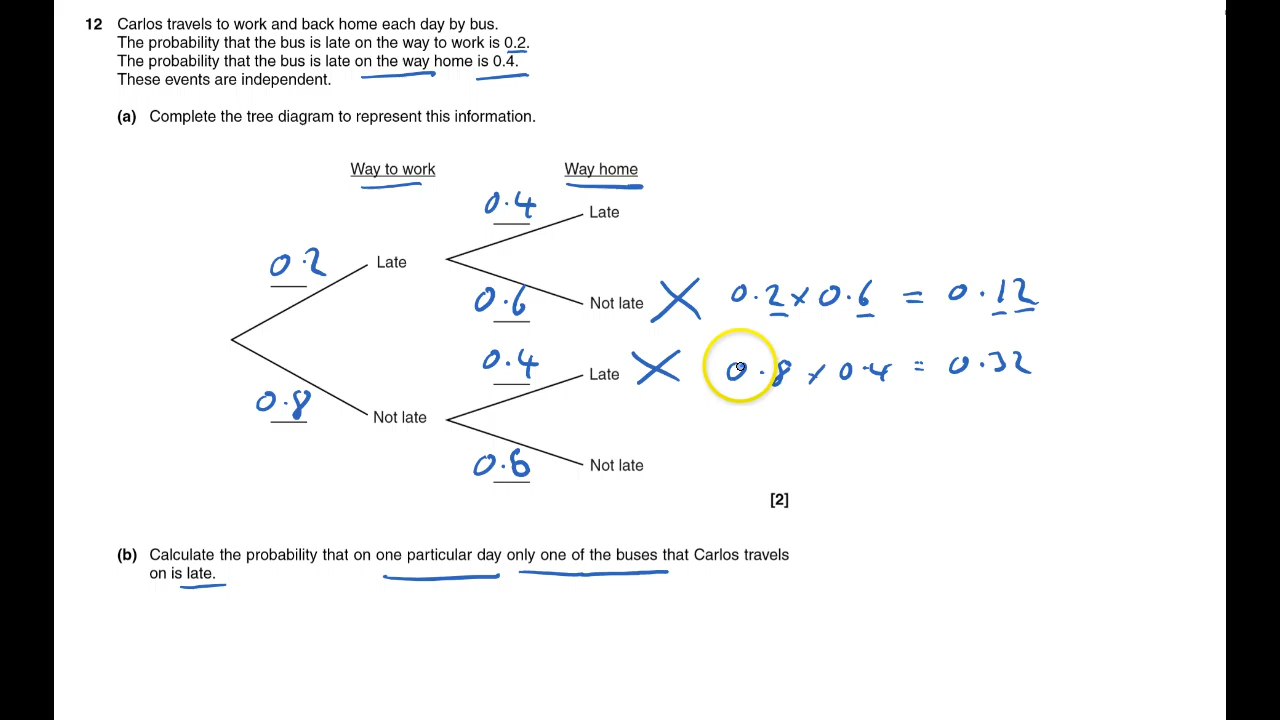 12 Carlos travels to work and back home each day by bus.
The probability that the bus is late on the way to work is 0.2.
The probability that the bus is late on the way home is 0.4.
These events are independent.
(a) Complete the tree diagram to represent this information.
Way to work Way home
0.4
Late
0.2
Late
0.6
Not late × 0.2 × 0.6 = 0.12
0.4
Late × 0.8 × 0.4 = 0.32
0.8
Not late
0.6
Not late
[2]
(b) Calculate the probability that on one particular day only one of the buses that Carlos travels
on is late.